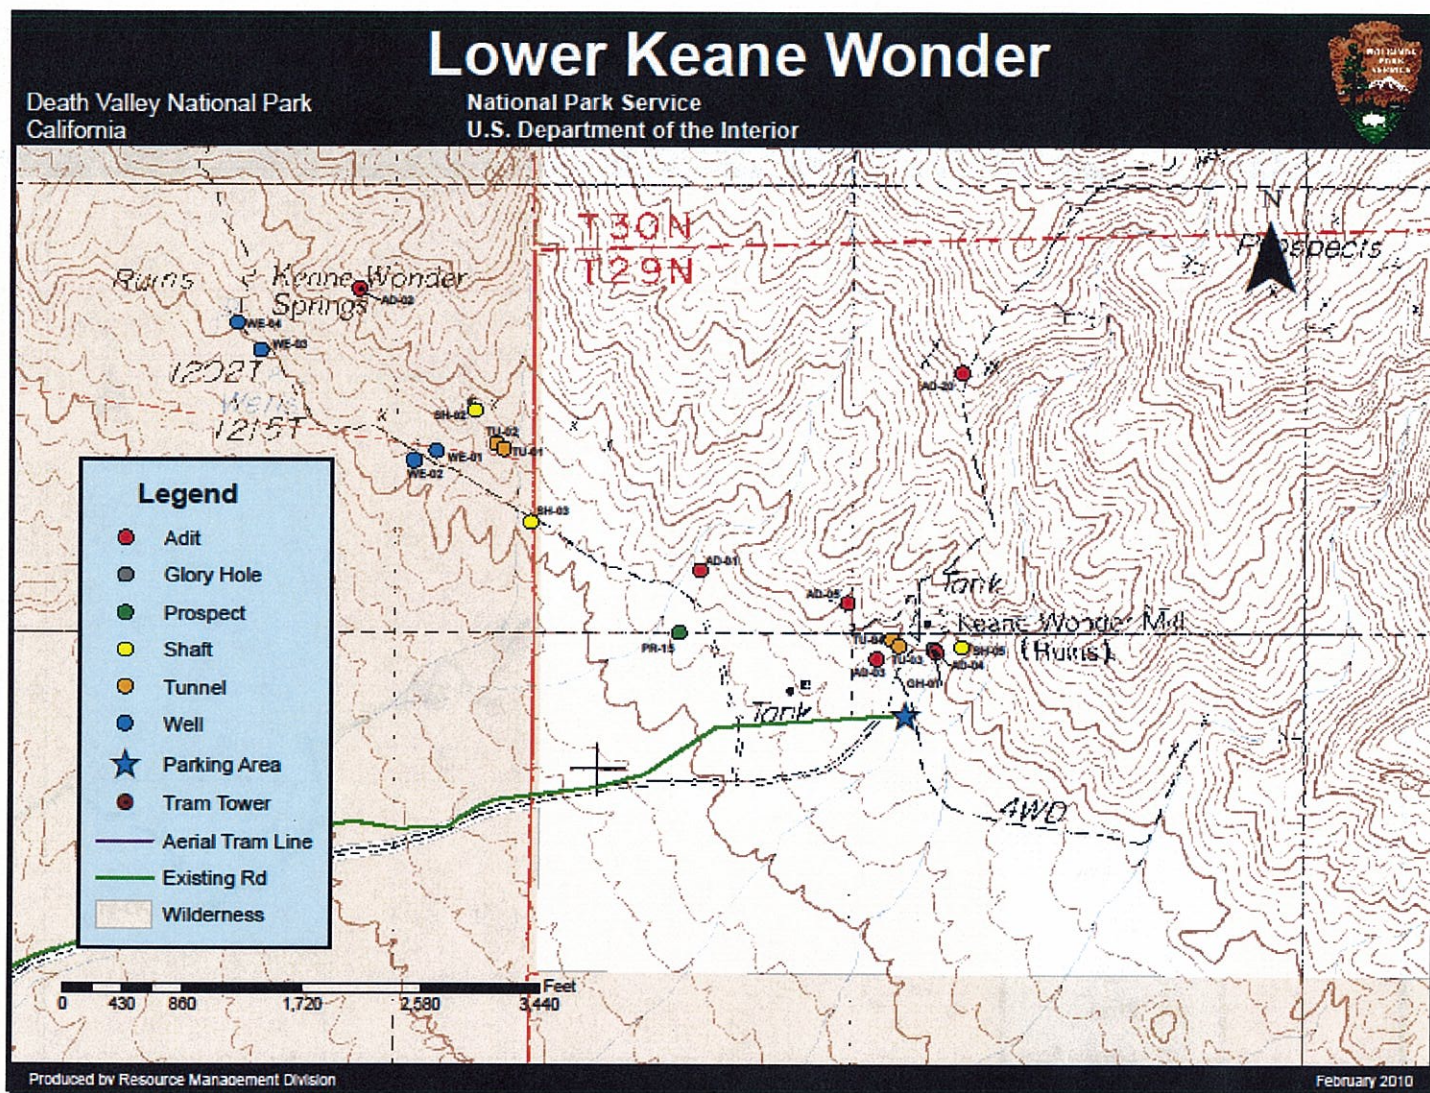 Lower Keane Wonder
Death Valley National Park
California
National Park Service
U.S. Department of the Interior
NATIONAL
PARK
SERVICE
T30N
T29N
N
Prospects
Ruins
Keane Wonder
Springs
AD-02
WE-04
WE-03
1202T
Wells
1215T
AD-20
SH-02
TU-02
TU-01
WE-01
WE-02
SH-03
AD-01
AD-05
Tank
Keane Wonder Mill
(Ruins)
PR-15
TU-04
TU-03
SH-05
AD-04
AD-03
GH-01
Tank
4WD
Legend
Adit
Glory Hole
Prospect
Shaft
Tunnel
Well
Parking Area
Tram Tower
Aerial Tram Line
Existing Rd
Wilderness
Feet
0 430 860 1,720 2,580 3,440
Produced by Resource Management Division
February 2010